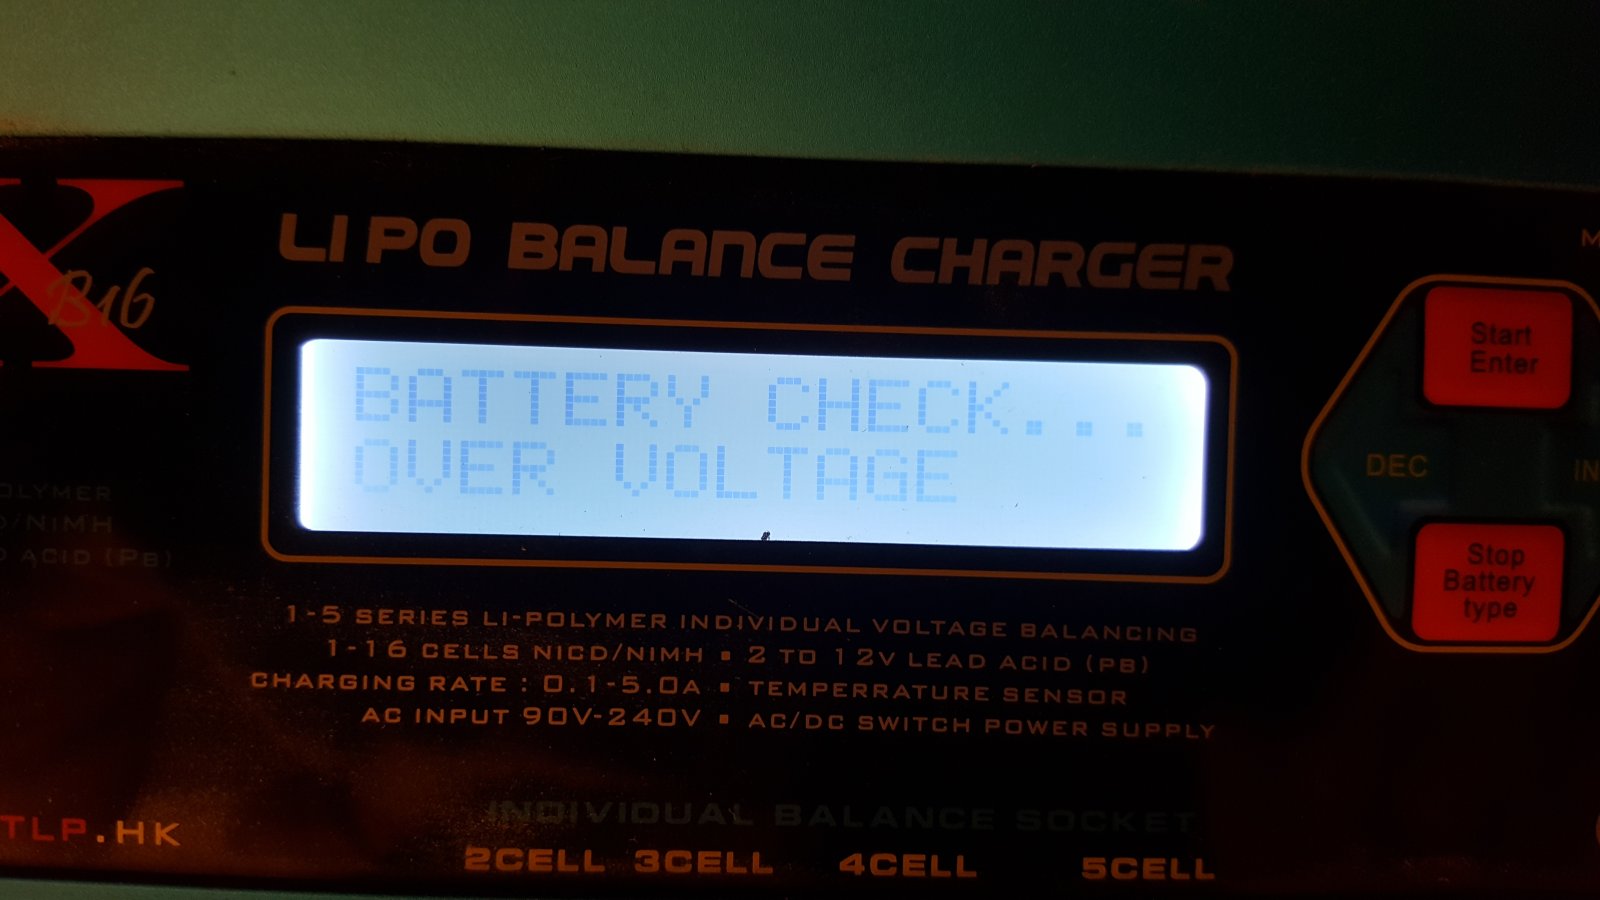 LIPO BALANCE CHARGER
X
B16
BATTERY CHECK...
OVER VOLTAGE
Start
Enter
DEC
Stop
Battery
type
/NIMH
ACID (PB)
1-5 SERIES LI-POLYMER INDIVIDUAL VOLTAGE BALANCING
1-16 CELLS NICD/NIMH ▪ 2 TO 12V LEAD ACID (PB)
CHARGING RATE : 0.1-5.0A ▪ TEMPERRATURE SENSOR
AC INPUT 90V-240V ▪ AC/DC SWITCH POWER SUPPLY
TLP.HK
INDIVIDUAL BALANCE SOCKET
2CELL 3CELL 4CELL 5CELL